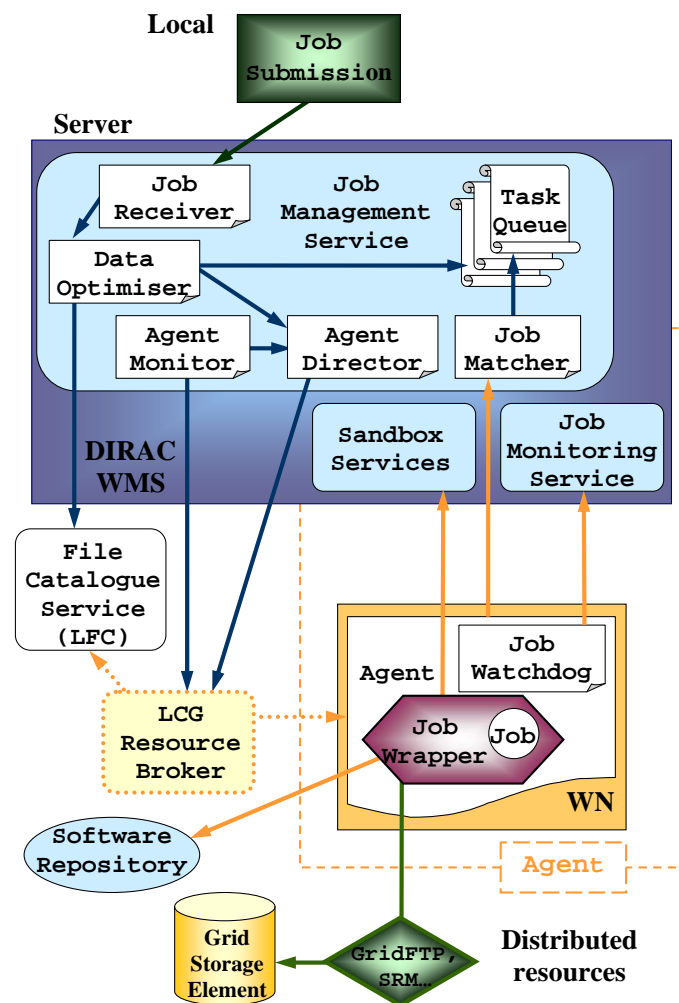 Local
Job
Submission
Server
Job
Receiver
Job
Management
Service
Task
Queue
Data
Optimiser
Agent
Monitor
Agent
Director
Job
Matcher
DIRAC
WMS
Sandbox
Services
Job
Monitoring
Service
File
Catalogue
Service
(LFC)
Job
Watchdog
Agent
LCG
Resource
Broker
Job
Wrapper
Job
WN
Software
Repository
Agent
Grid
Storage
Element
GridFTP,
SRM…
Distributed
resources